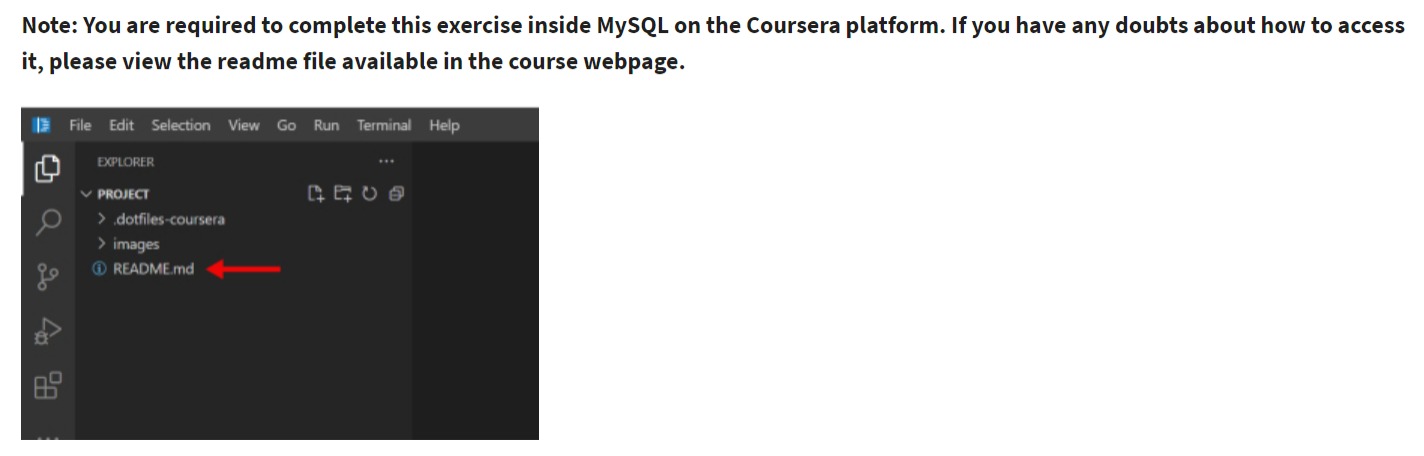 Note: You are required to complete this exercise inside MySQL on the Coursera platform. If you have any doubts about how to access
it, please view the readme file available in the course webpage.
File Edit Selection View Go Run Terminal Help
EXPLORER
PROJECT
.dotfiles-coursera
images
README.md